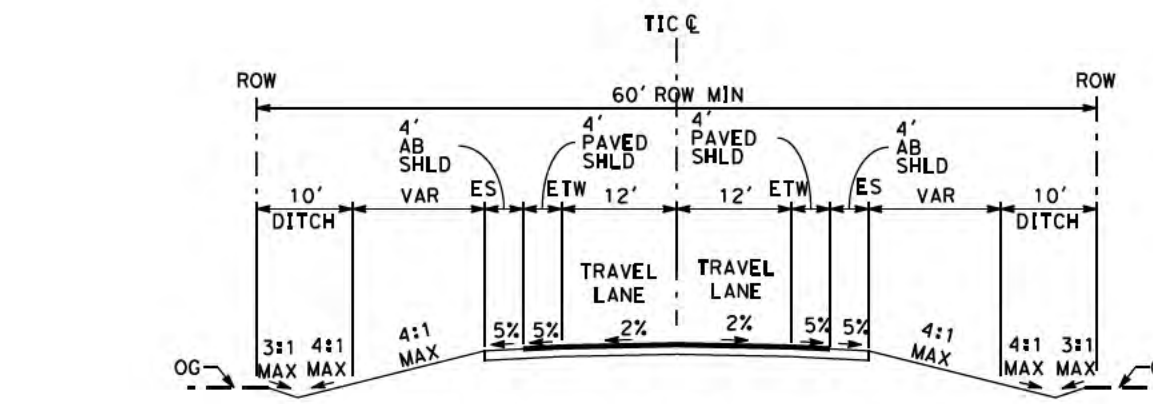 TIC ℄
ROW
ROW
60' ROW MIN
4'
AB
SHLD
4'
PAVED
SHLD
4'
PAVED
SHLD
4'
AB
SHLD
10'
DITCH
VAR
ES
ETW
12'
12'
ETW
ES
VAR
10'
DITCH
TRAVEL
LANE
TRAVEL
LANE
4:1
MAX
5%
5%
2%
2%
5%
5%
4:1
MAX
OG
3:1
MAX
4:1
MAX
4:1
MAX
3:1
MAX